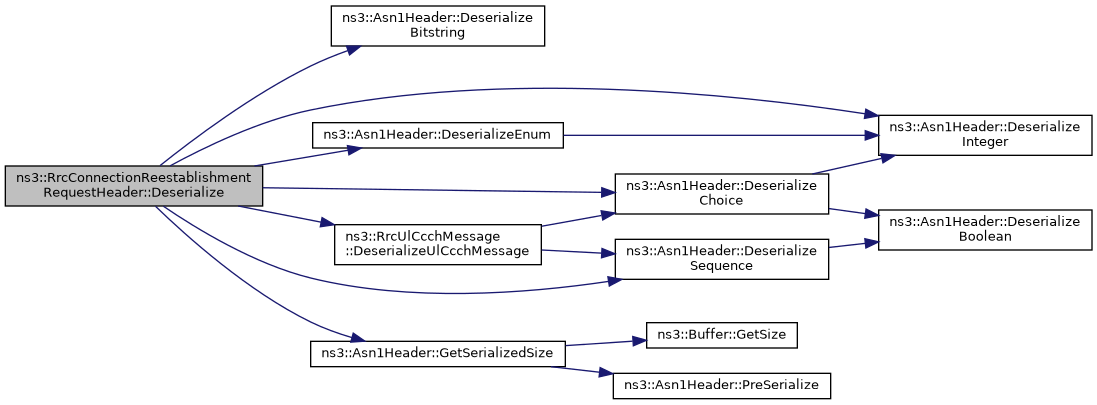 ns3::Asn1Header::Deserialize
Bitstring
ns3::Asn1Header::Deserialize
Integer
ns3::Asn1Header::DeserializeEnum
ns3::RrcConnectionReestablishment
RequestHeader::Deserialize
ns3::Asn1Header::Deserialize
Choice
ns3::Asn1Header::Deserialize
Boolean
ns3::RrcUlCcchMessage
::DeserializeUlCcchMessage
ns3::Asn1Header::Deserialize
Sequence
ns3::Buffer::GetSize
ns3::Asn1Header::GetSerializedSize
ns3::Asn1Header::PreSerialize